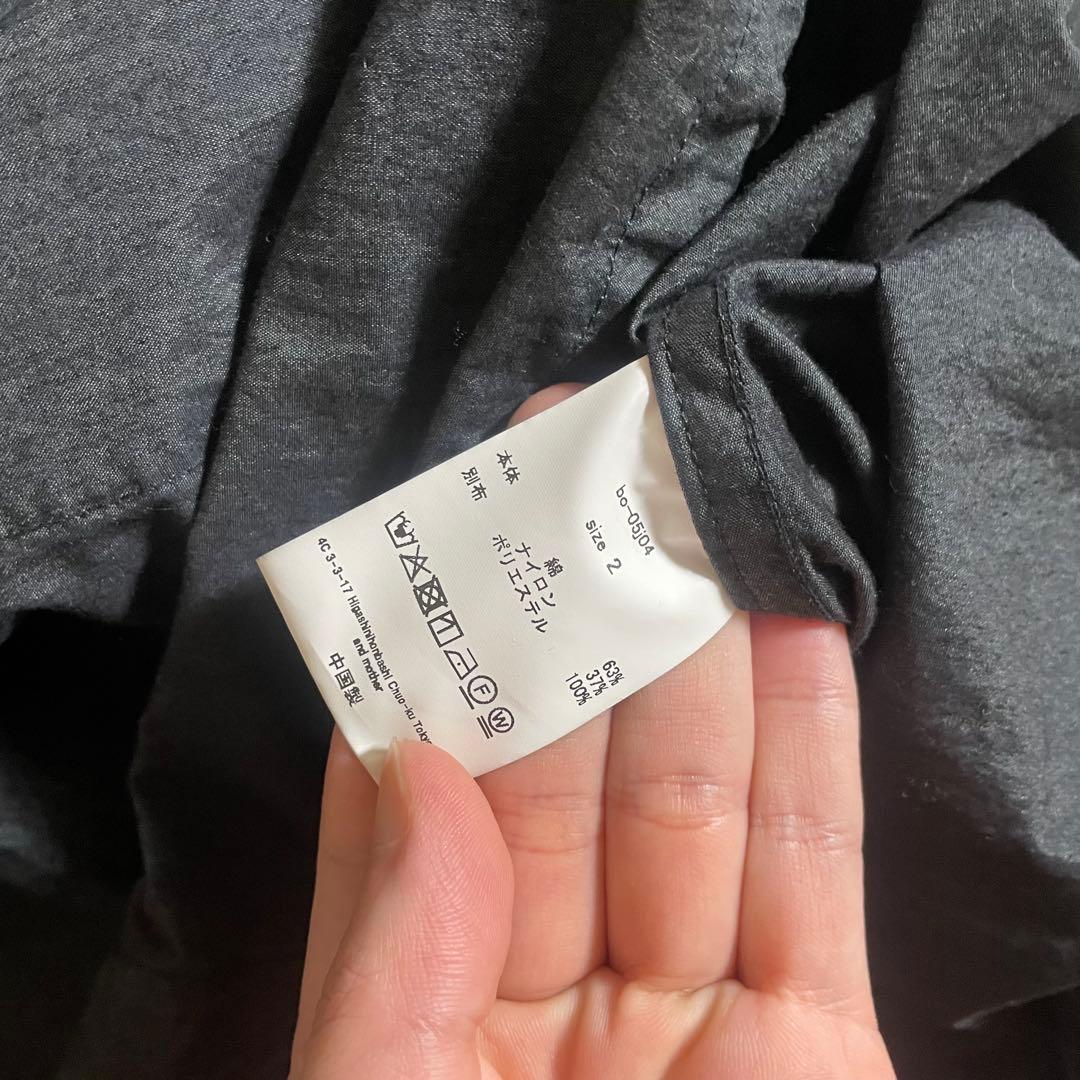 bo-05j04
size 2
本体 綿 63%
ナイロン 37%
別布 ポリエステル 100%
F W
and mother
4C 3-3-17 Higashinihonbashi Chuo-ku Tokyo
中国製